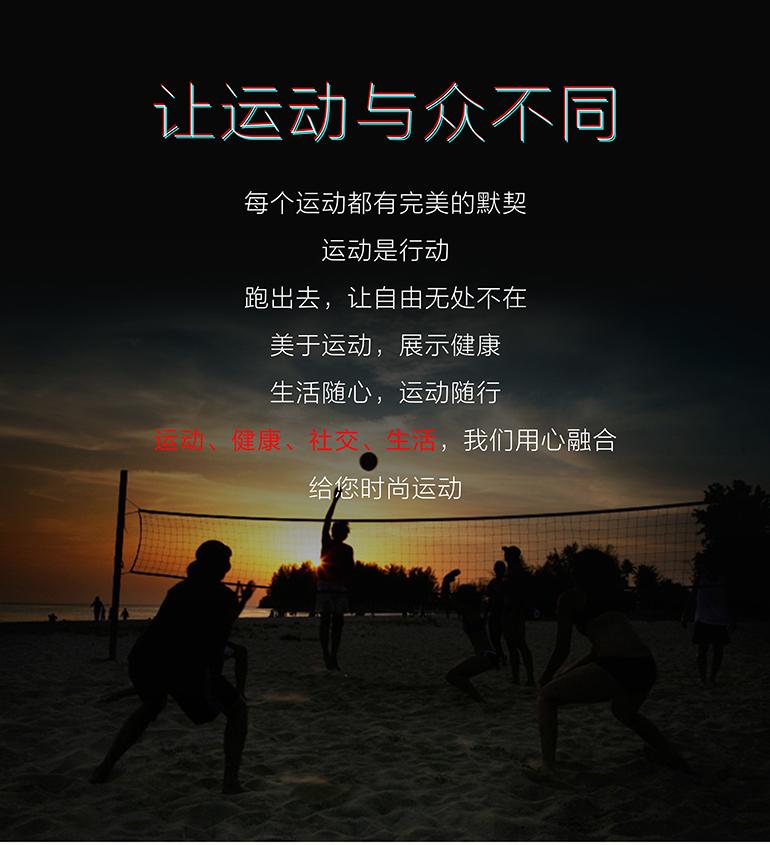 让运动与众不同
每个运动都有完美的默契
运动是行动
跑出去，让自由无处不在
美于运动，展示健康
生活随心，运动随行
运动、健康、社交、生活，我们用心融合
给您时尚运动